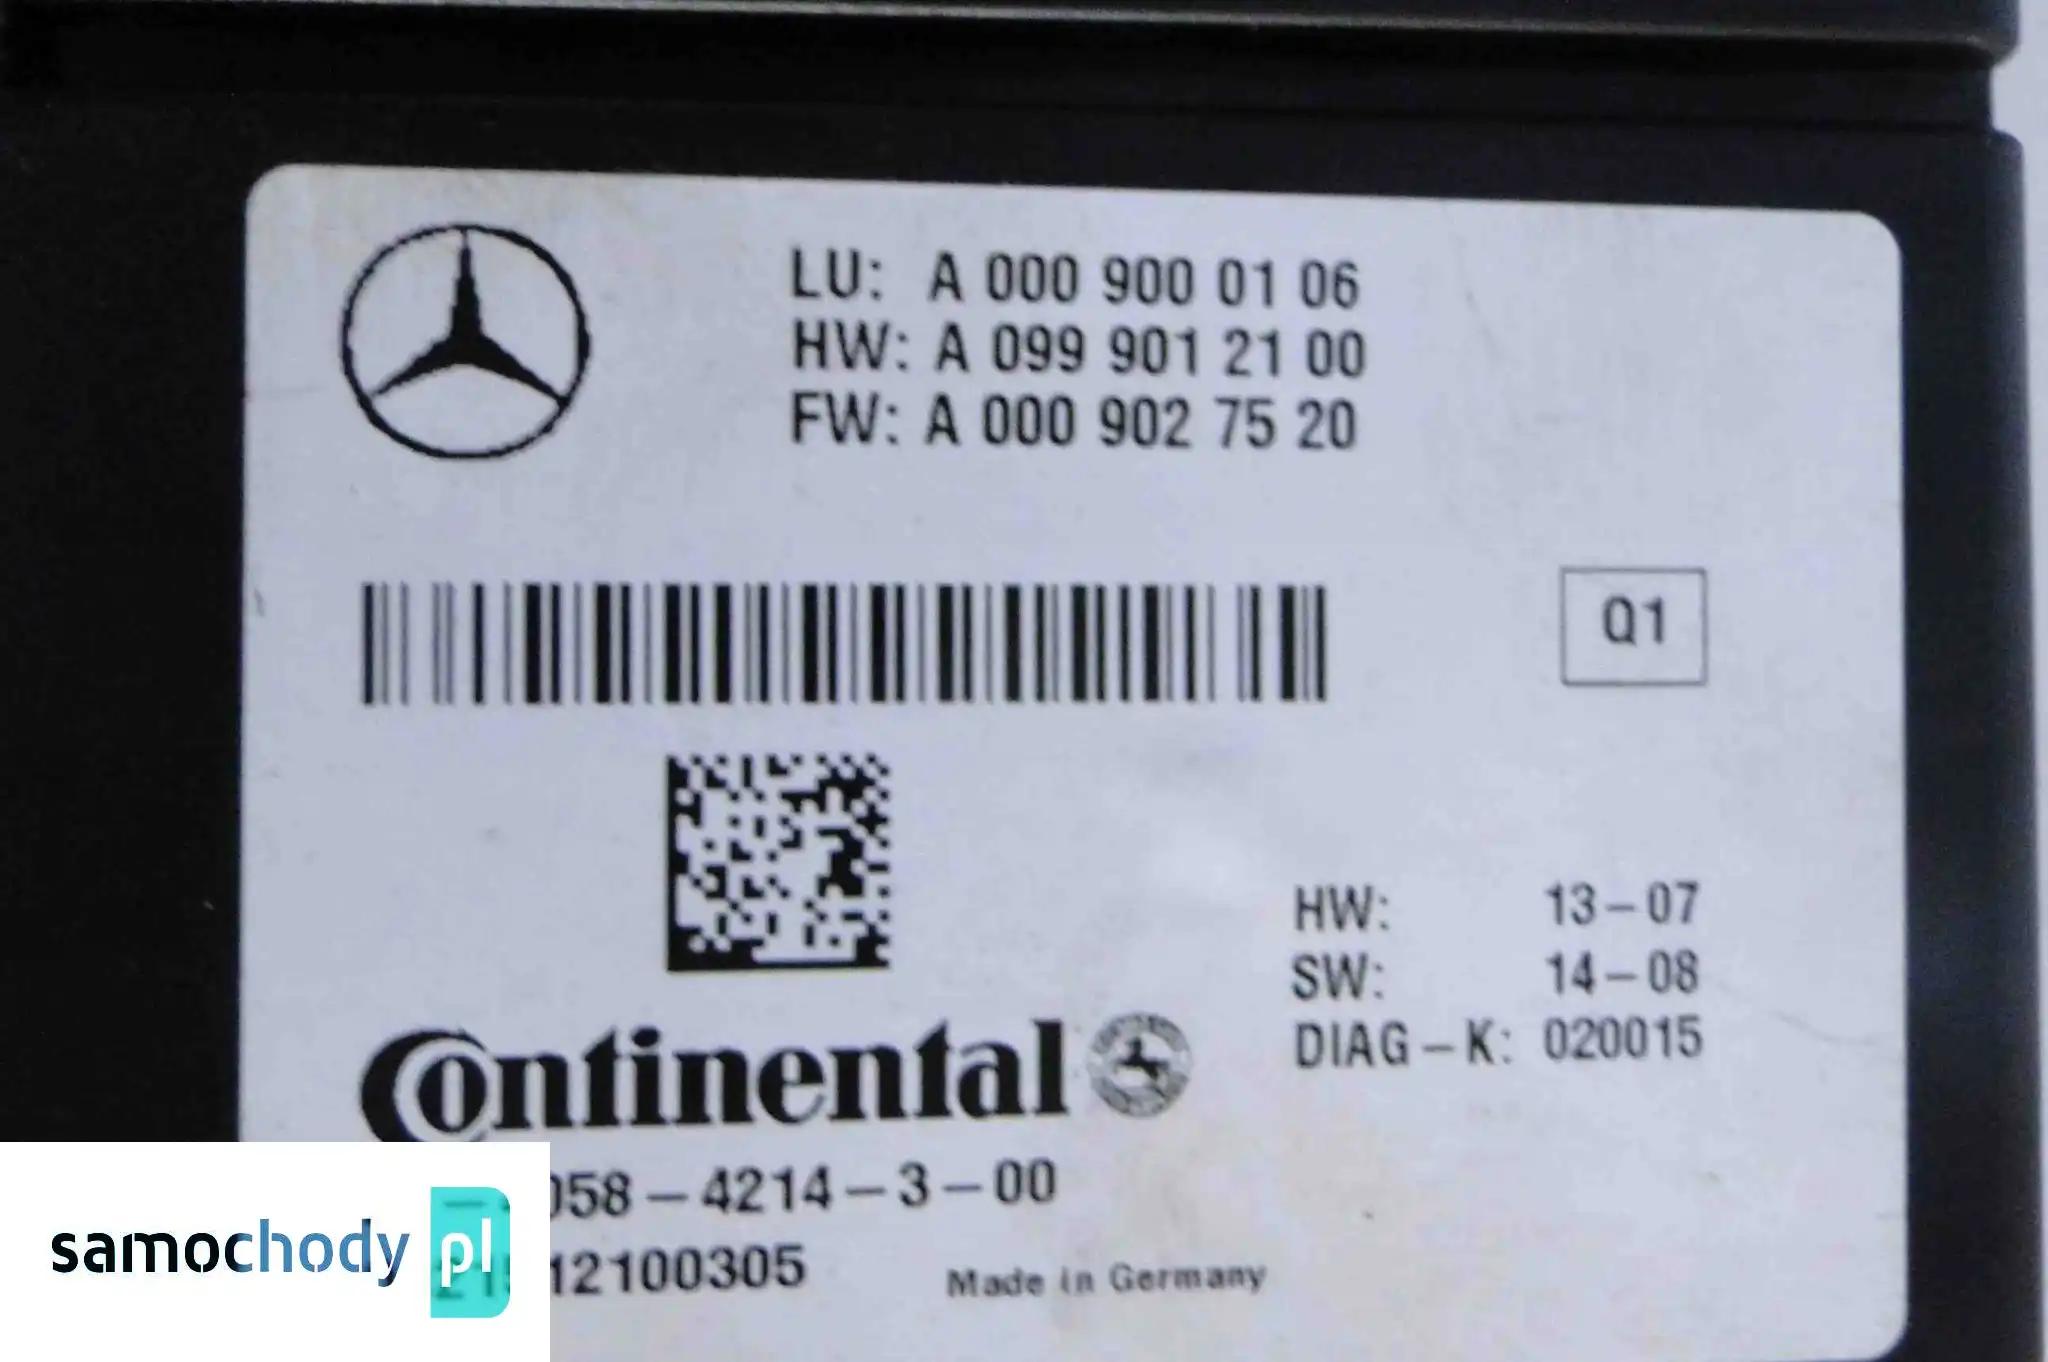 LU: A 000 900 01 06
HW: A 099 901 21 00
FW: A 000 902 75 20
Q1
HW: 13-07
SW: 14-08
DIAG-K: 020015
Continental
058-4214-3-00
12100305
Made in Germany
samochody pl